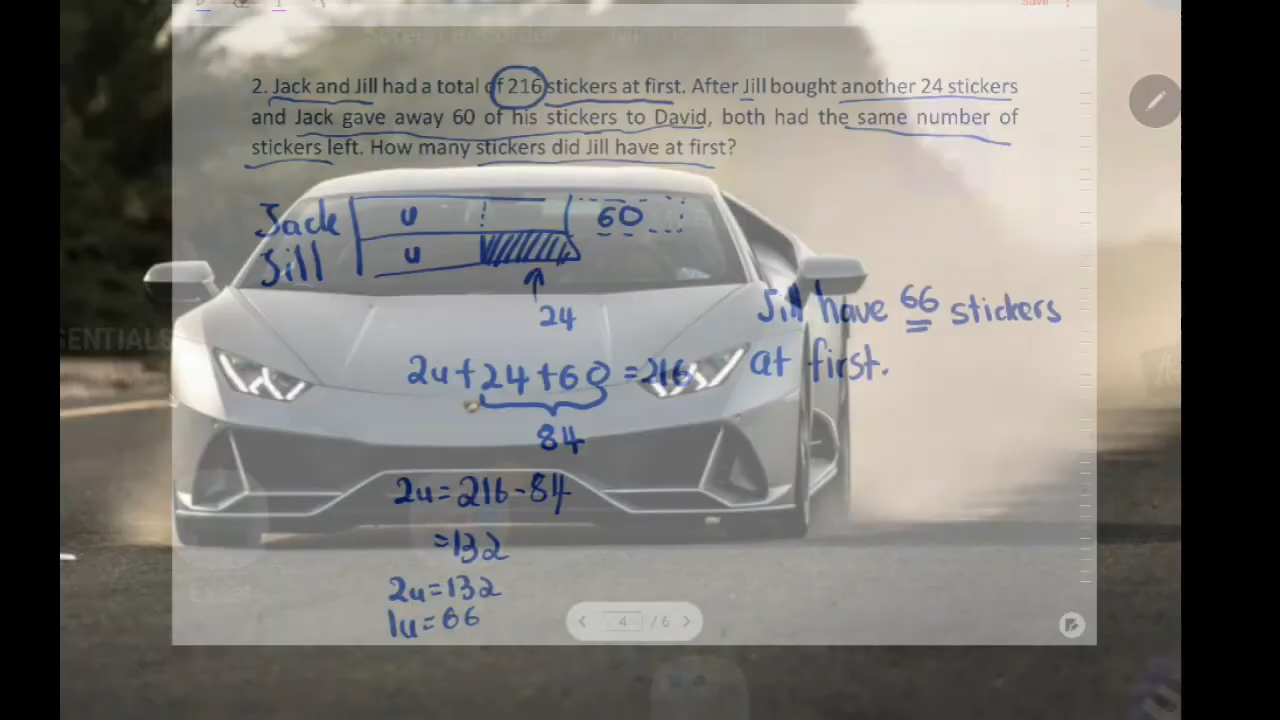 Save
2. Jack and Jill had a total of 216 stickers at first. After Jill bought another 24 stickers
and Jack gave away 60 of his stickers to David, both had the same number of
stickers left. How many stickers did Jill have at first?
Jack u 60
Jill u
24
Jill have 66 stickers
at first.
2u+24+60=216
84
2u=216-84
=132
2u=132
1u=66
4 / 6
SENTIALS